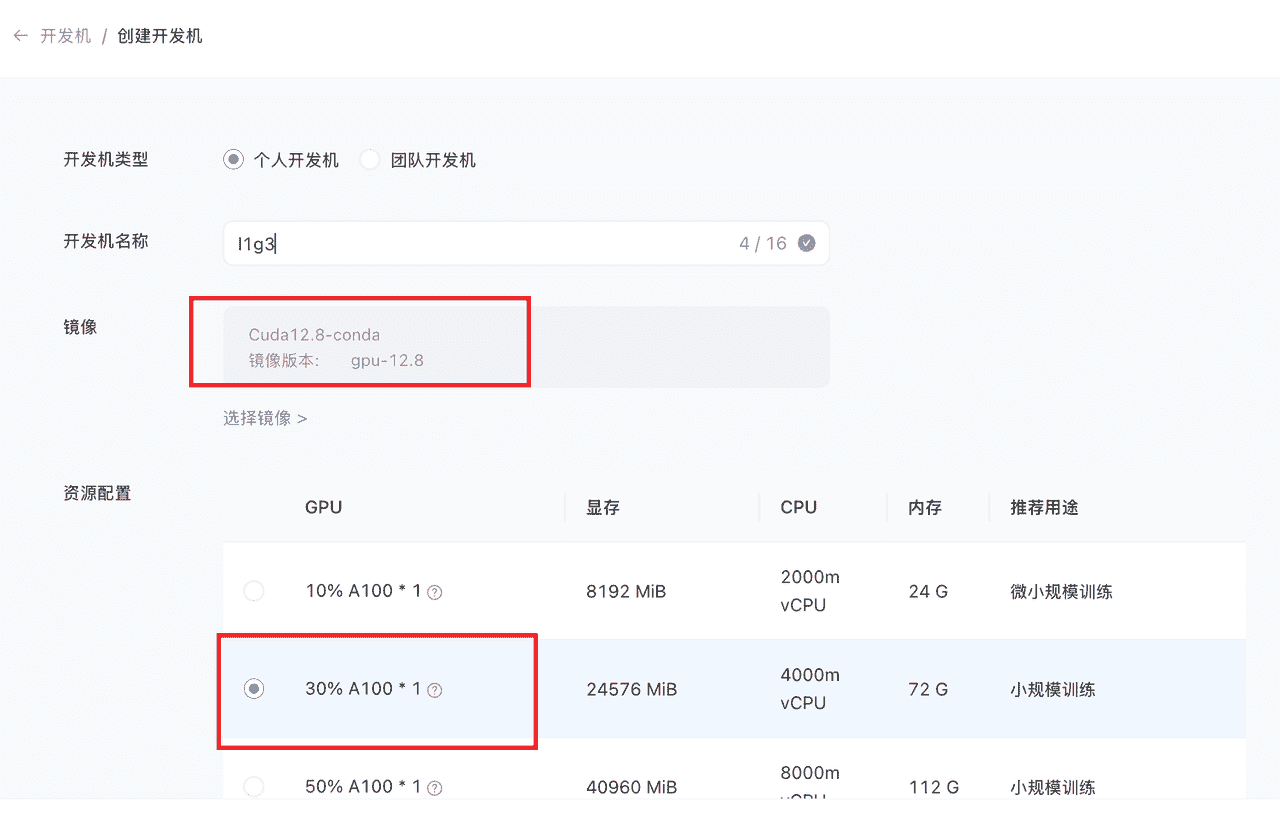 ← 开发机 / 创建开发机
开发机类型 个人开发机 团队开发机
开发机名称 l1g3 4 / 16
镜像 Cuda12.8-conda
镜像版本: gpu-12.8
选择镜像 >
资源配置 GPU 显存 CPU 内存 推荐用途
10% A100 * 1 ? 8192 MiB 2000m vCPU 24 G 微小规模训练
30% A100 * 1 ? 24576 MiB 4000m vCPU 72 G 小规模训练
50% A100 * 1 ? 40960 MiB 8000m vCPU 112 G 小规模训练